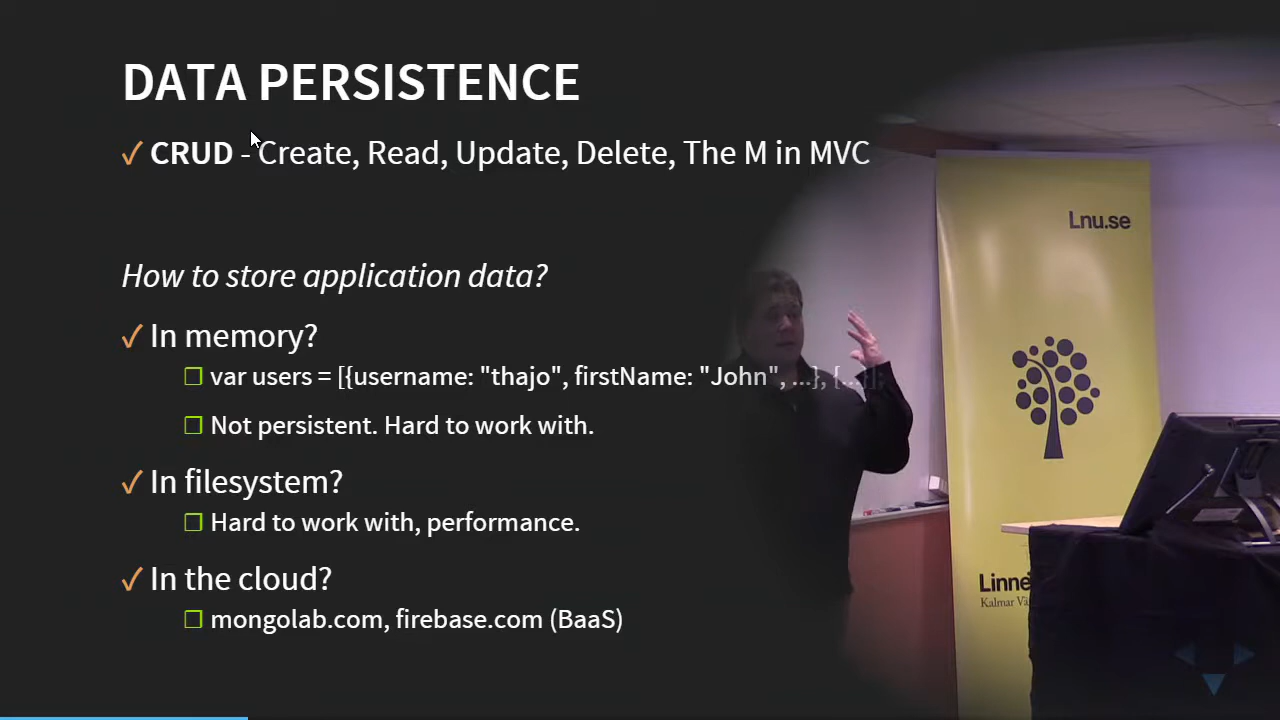 DATA PERSISTENCE
✓ CRUD - Create, Read, Update, Delete, The M in MVC
How to store application data?
✓ In memory?
❒ var users = [{username: "thajo", firstName: "John", ...}, {...}];
❒ Not persistent. Hard to work with.
✓ In filesystem?
❒ Hard to work with, performance.
✓ In the cloud?
❒ mongolab.com, firebase.com (BaaS)
Lnu.se
Kalmar